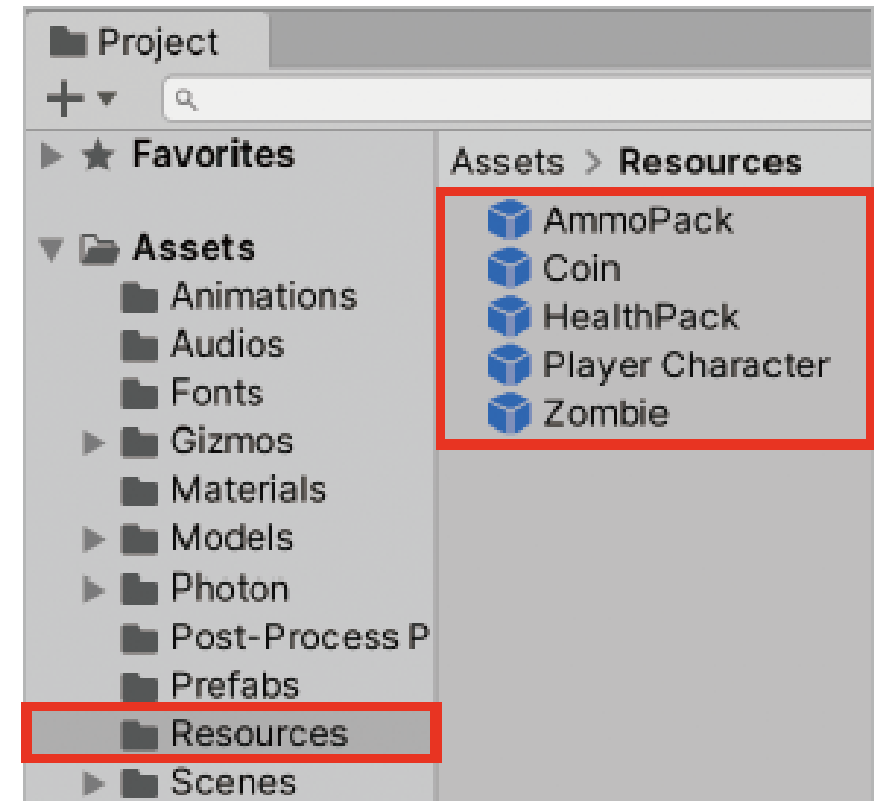 Project
Favorites
Assets
Animations
Audios
Fonts
Gizmos
Materials
Models
Photon
Post-Process P
Prefabs
Resources
Scenes
Assets > Resources
AmmoPack
Coin
HealthPack
Player Character
Zombie